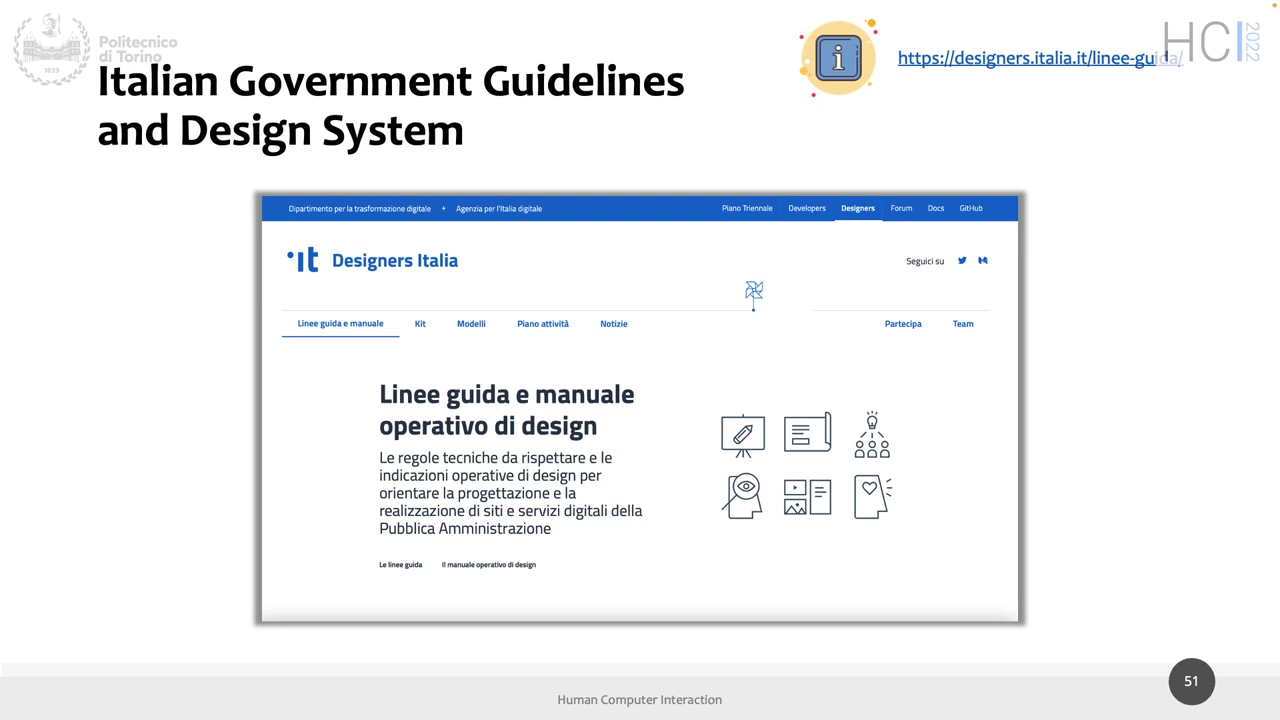 Politecnico
di Torino
1859
Italian Government Guidelines
and Design System
https://designers.italia.it/linee-guida/
HCI 2022
Dipartimento per la trasformazione digitale + Agenzia per l'Italia digitale
Piano Triennale Developers Designers Forum Docs GitHub
Designers Italia
Seguici su
Linee guida e manuale Kit Modelli Piano attività Notizie Partecipa Team
Linee guida e manuale
operativo di design
Le regole tecniche da rispettare e le
indicazioni operative di design per
orientare la progettazione e la
realizzazione di siti e servizi digitali della
Pubblica Amministrazione
Le linee guida Il manuale operativo di design
Human Computer Interaction
51